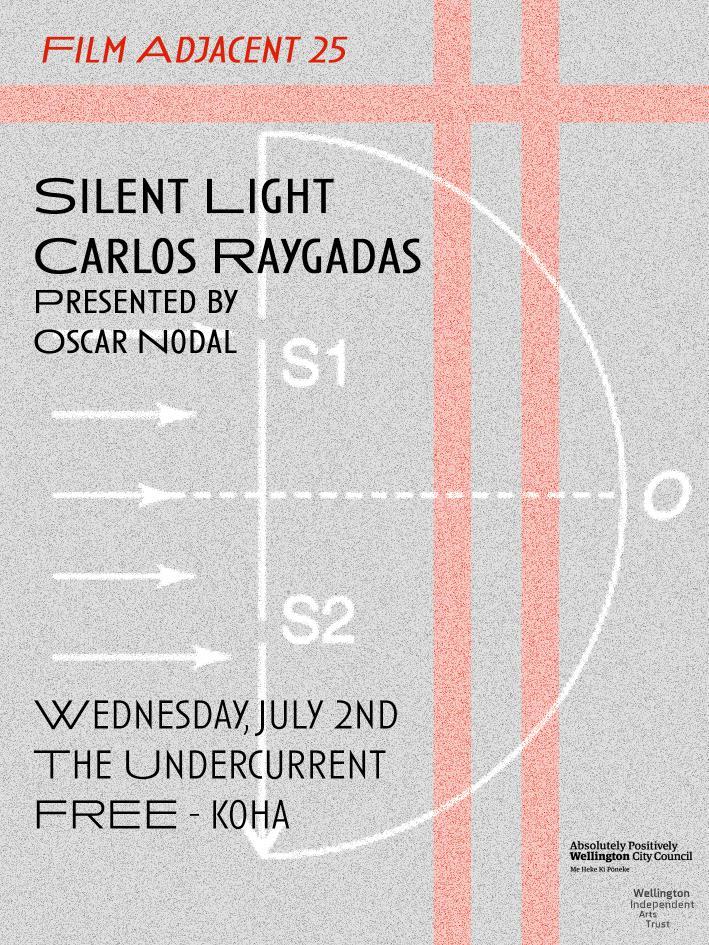 FILM ADJACENT 25
SILENT LIGHT
CARLOS RAYGADAS
PRESENTED BY
OSCAR NODAL
S1
O
S2
WEDNESDAY, JULY 2ND
THE UNDERCURRENT
FREE - KOHA
Absolutely Positively
Wellington City Council
Me Heke Ki Pōneke
Wellington
Independent
Arts
Trust